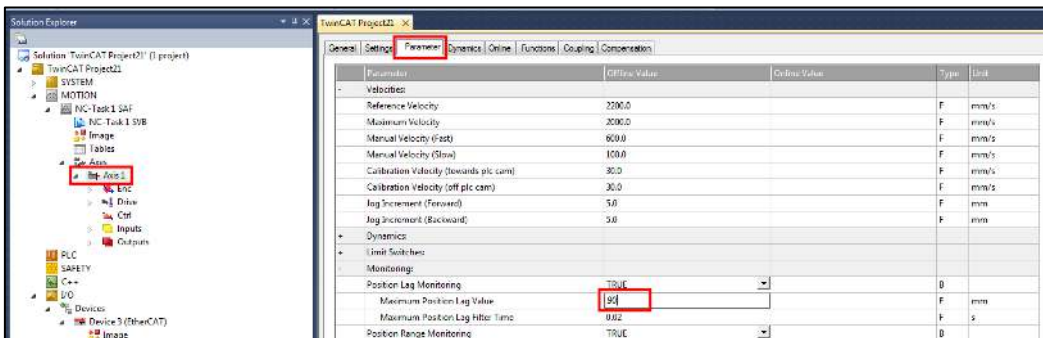 Solution Explorer
Solution 'TwinCAT Project21' (1 project)
TwinCAT Project21
SYSTEM
MOTION
NC-Task 1 SAF
NC-Task 1 SVB
Image
Tables
Axes
Axis 1
Enc
Drive
Ctrl
Inputs
Outputs
PLC
SAFETY
C++
I/O
Devices
Device 3 (EtherCAT)
Image
TwinCAT Project21
General Settings Parameter Dynamics Online Functions Coupling Compensation
Parameter Offline Value Online Value Type Unit
- Velocities:
Reference Velocity 2200.0 F mm/s
Maximum Velocity 2000.0 F mm/s
Manual Velocity (Fast) 600.0 F mm/s
Manual Velocity (Slow) 100.0 F mm/s
Calibration Velocity (towards plc cam) 30.0 F mm/s
Calibration Velocity (off plc cam) 30.0 F mm/s
Jog Increment (Forward) 5.0 F mm
Jog Increment (Backward) 5.0 F mm
+ Dynamics:
+ Limit Switches:
- Monitoring:
Position Lag Monitoring TRUE B
Maximum Position Lag Value 90 F mm
Maximum Position Lag Filter Time 0.02 F s
Position Range Monitoring TRUE B